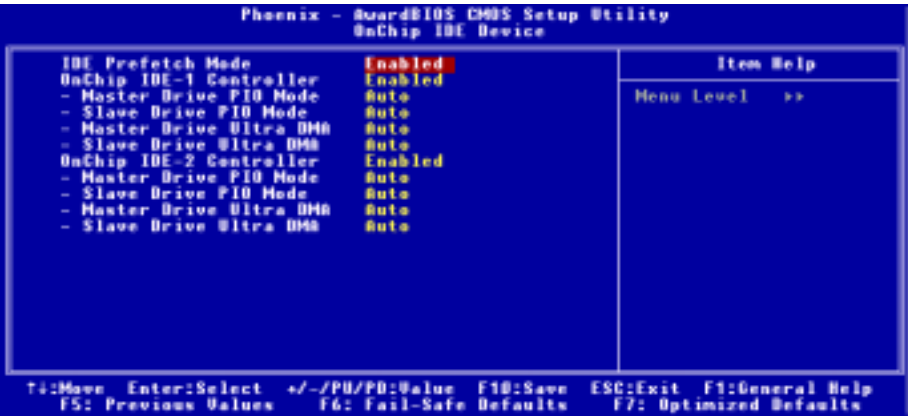 Phoenix - AwardBIOS CMOS Setup Utility
OnChip IDE Device
IDE Prefetch Mode Enabled
OnChip IDE-1 Controller Enabled
- Master Drive PIO Mode Auto
- Slave Drive PIO Mode Auto
- Master Drive Ultra DMA Auto
- Slave Drive Ultra DMA Auto
OnChip IDE-2 Controller Enabled
- Master Drive PIO Mode Auto
- Slave Drive PIO Mode Auto
- Master Drive Ultra DMA Auto
- Slave Drive Ultra DMA Auto
Item Help
Menu Level ►►
↑↓:Move Enter:Select +/-/PU/PD:Value F10:Save ESC:Exit F1:General Help
F5: Previous Values F6: Fail-Safe Defaults F7: Optimized Defaults